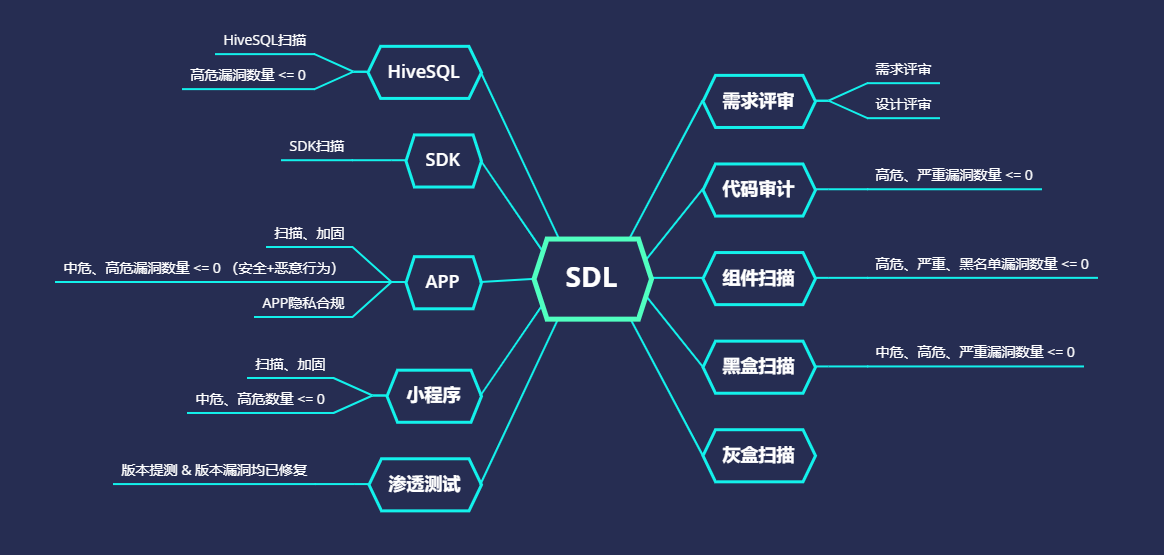 SDL
需求评审
需求评审
设计评审
代码审计
高危、严重漏洞数量 <= 0
组件扫描
高危、严重、黑名单漏洞数量 <= 0
黑盒扫描
中危、高危、严重漏洞数量 <= 0
灰盒扫描
HiveSQL
HiveSQL扫描
高危漏洞数量 <= 0
SDK
SDK扫描
APP
扫描、加固
中危、高危漏洞数量 <= 0 （安全+恶意行为）
APP隐私合规
小程序
扫描、加固
中危、高危数量 <= 0
渗透测试
版本提测 & 版本漏洞均已修复